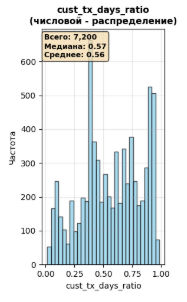 cust_tx_days_ratio
(числовой - распределение)
Всего: 7,200
Медиана: 0.57
Среднее: 0.56
600
500
400
300
200
100
0
Частота
0.00 0.25 0.50 0.75 1.00
cust_tx_days_ratio